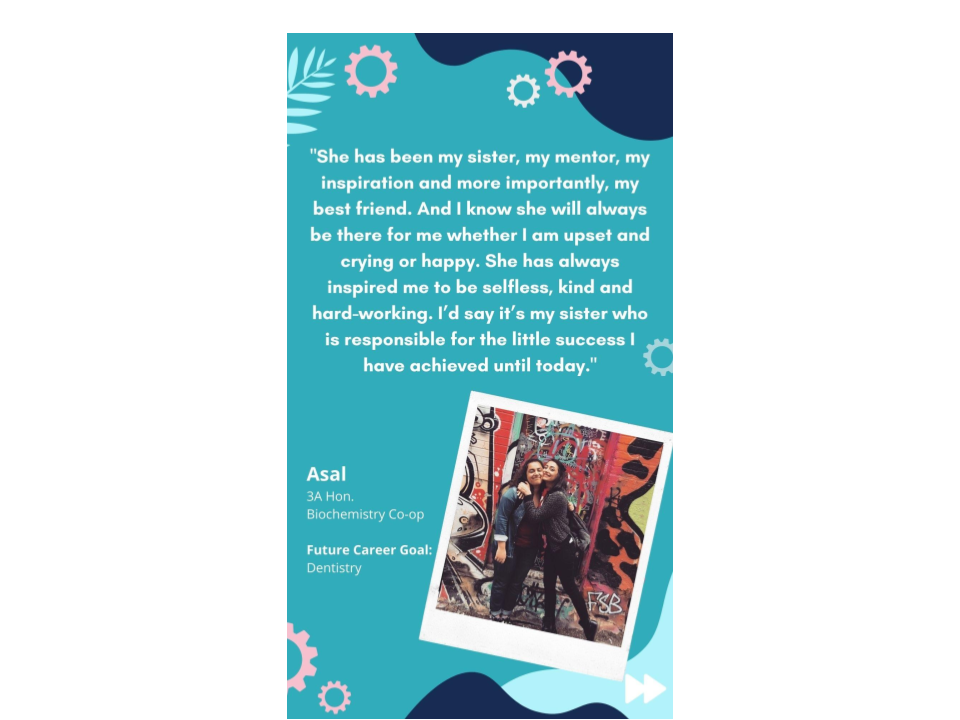 "She has been my sister, my mentor, my
inspiration and more importantly, my
best friend. And I know she will always
be there for me whether I am upset and
crying or happy. She has always
inspired me to be selfless, kind and
hard-working. I’d say it’s my sister who
is responsible for the little success I
have achieved until today."
Asal
3A Hon.
Biochemistry Co-op
Future Career Goal:
Dentistry
FSB